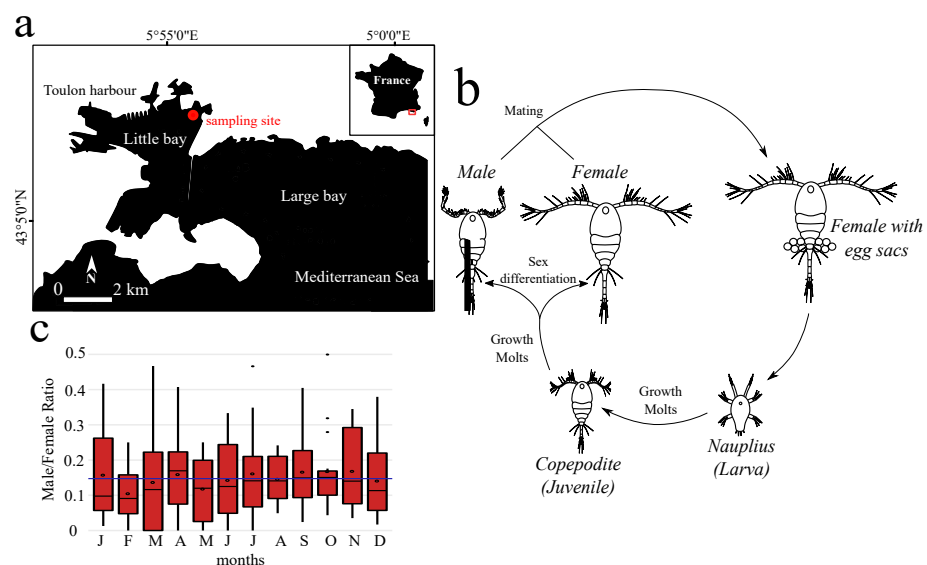 a
5°55'0"E
5°0'0"E
Toulon harbour
France
sampling site
Little bay
Large bay
43°5'0"N
N
Mediterranean Sea
0
2 km
b
Mating
Male
Female
Female with
egg sacs
Sex
differentiation
Growth
Molts
Growth
Molts
Nauplius
(Larva)
Copepodite
(Juvenile)
c
0.5
0.4
0.3
0.2
0.1
0
Male/Female Ratio
J F M A M J J A S O N D
months